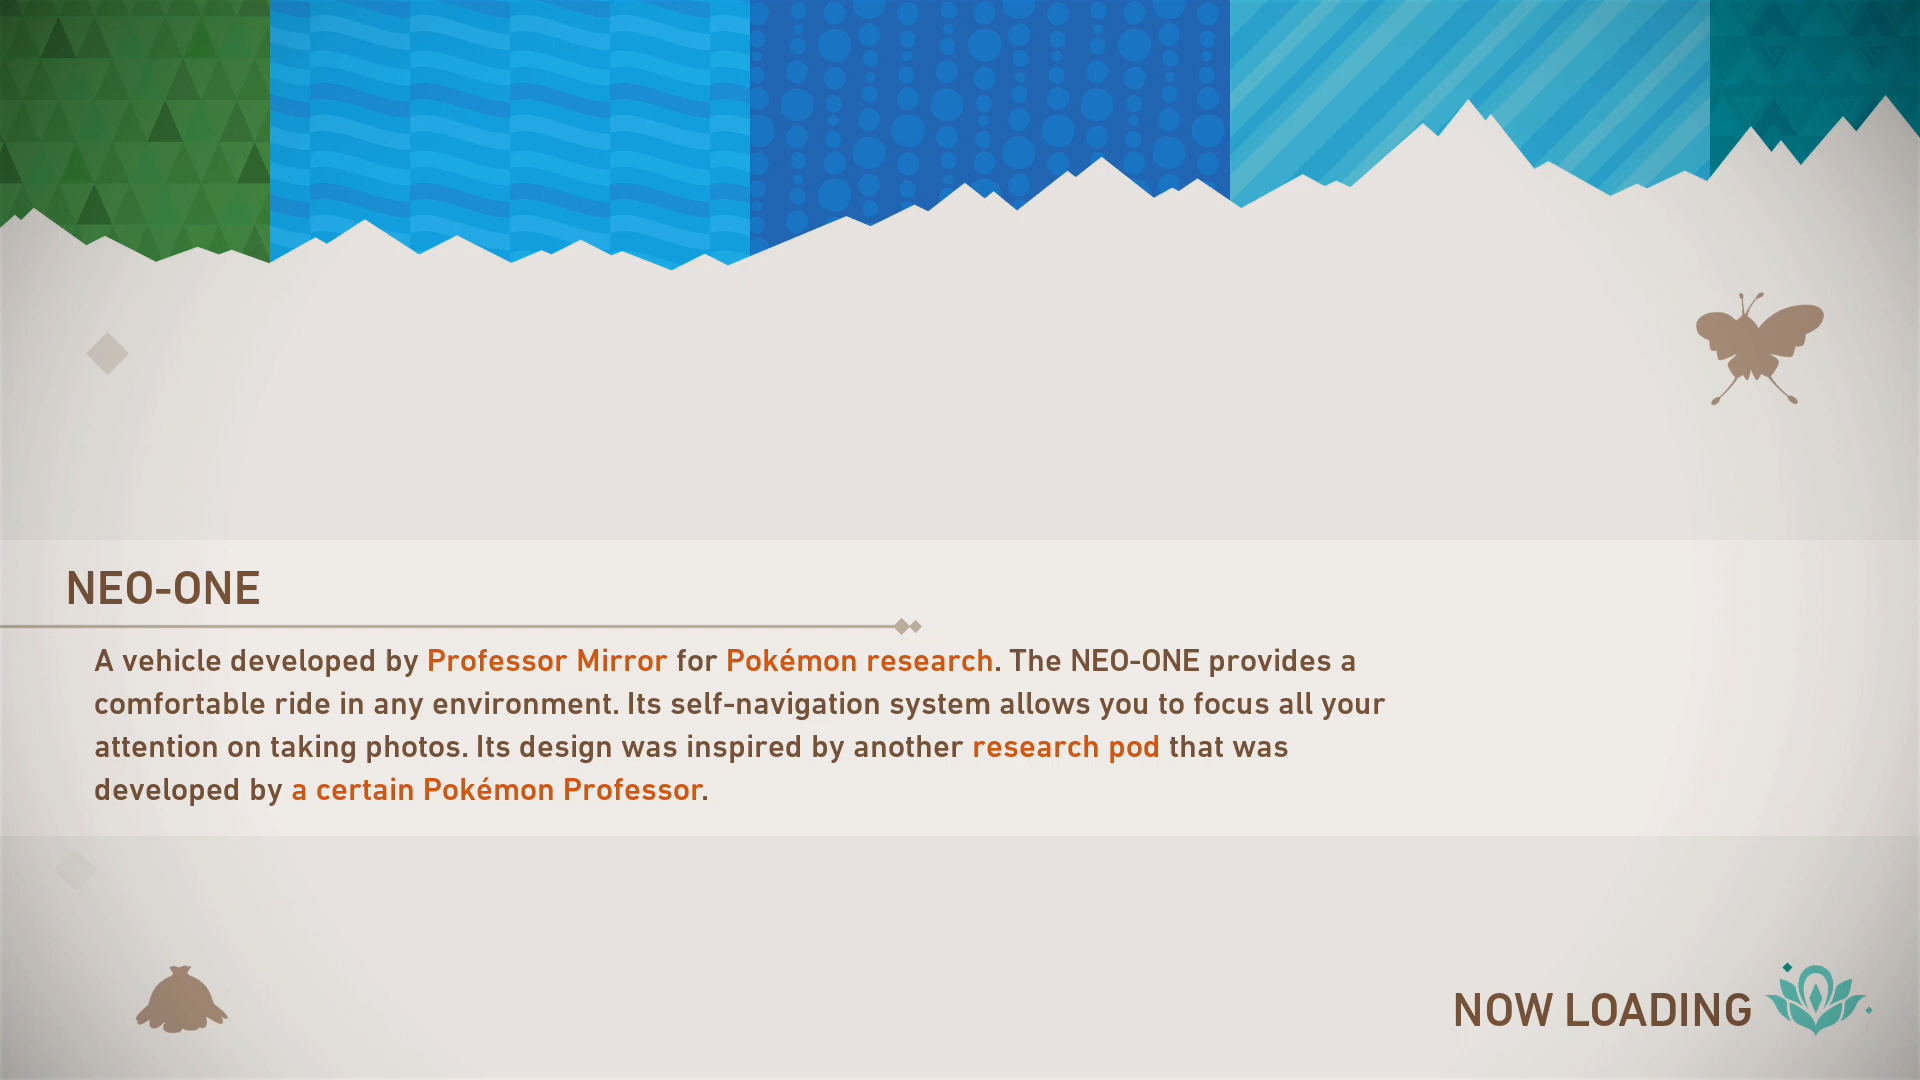 NEO-ONE
A vehicle developed by Professor Mirror for Pokémon research. The NEO-ONE provides a
comfortable ride in any environment. Its self-navigation system allows you to focus all your
attention on taking photos. Its design was inspired by another research pod that was
developed by a certain Pokémon Professor.
NOW LOADING